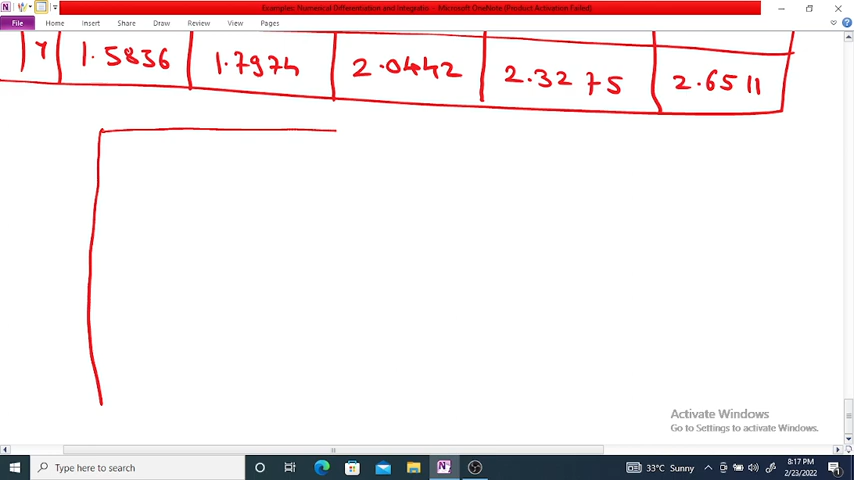 Examples: Numerical Differentiation and Integratin - Microsoft OneNote (Product Activation Failed)
File Home Insert Share Draw Review View Pages
Y 1.5836 1.7974 2.0442 2.3275 2.6511
Activate Windows
Go to Settings to activate Windows.
Type here to search
33°C Sunny
8:17 PM
2/23/2022